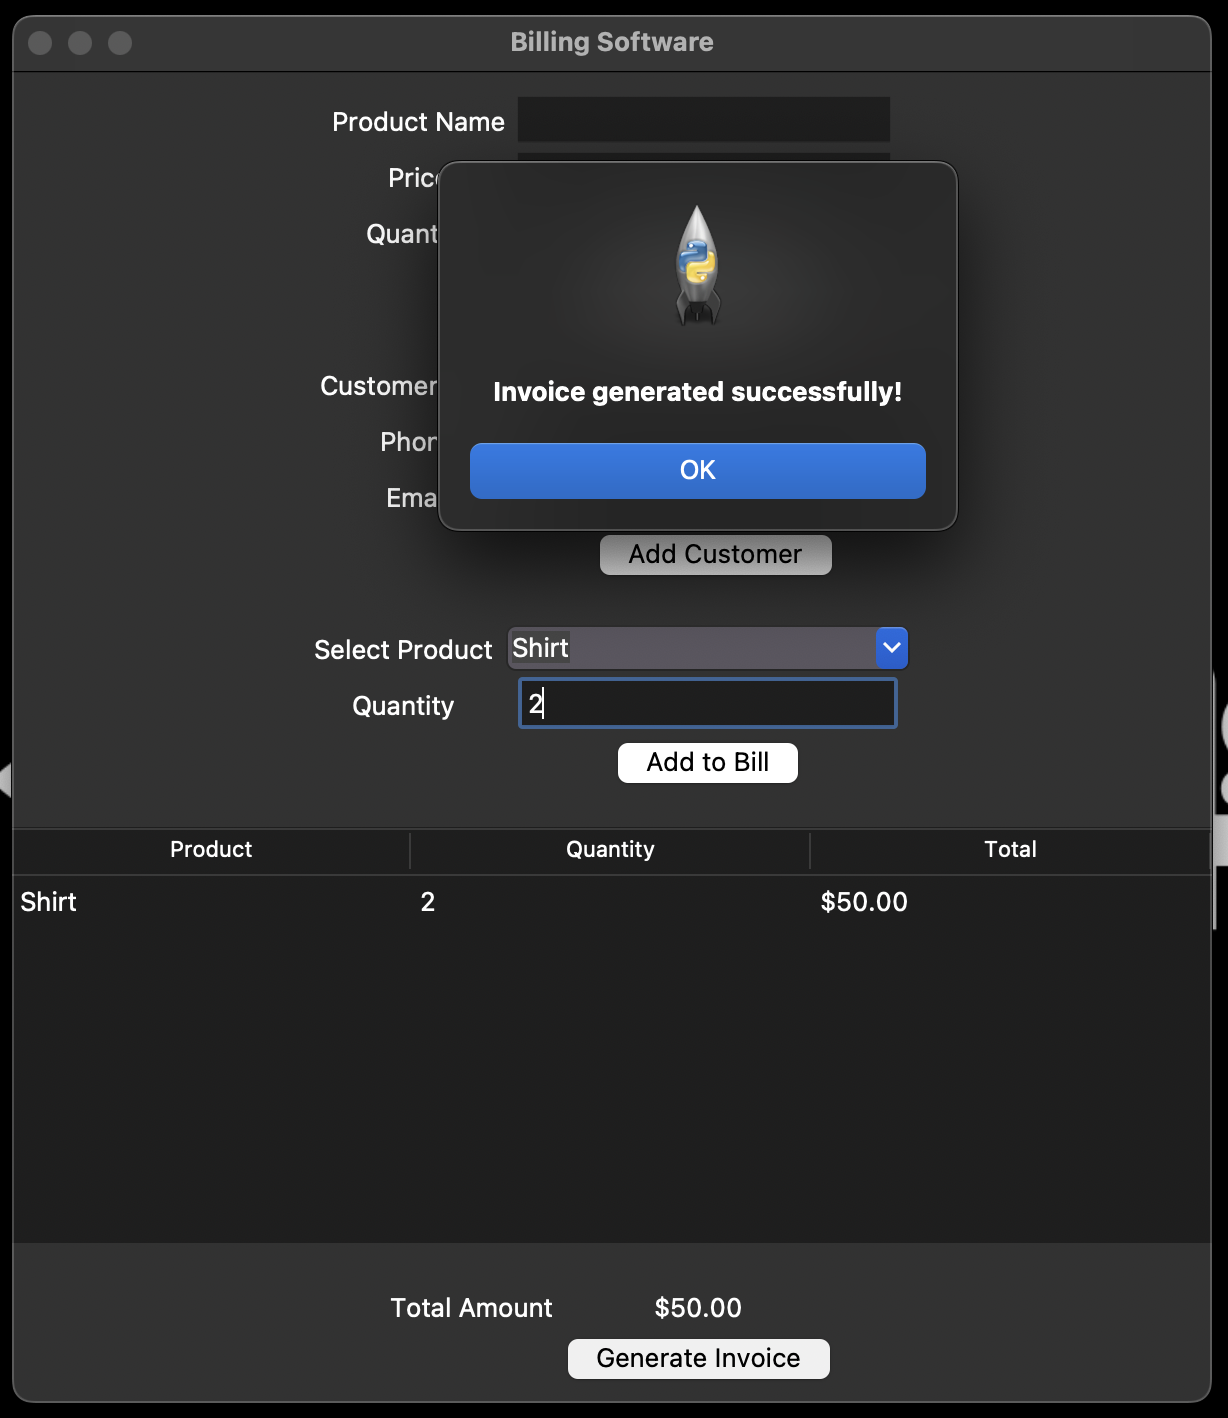 Billing Software
Product Name
Pric
Quant
Invoice generated successfully!
Customer
Phon
OK
Ema
Add Customer
Select Product Shirt
Quantity 2
Add to Bill
Product Quantity Total
Shirt 2 $50.00
Total Amount $50.00
Generate Invoice